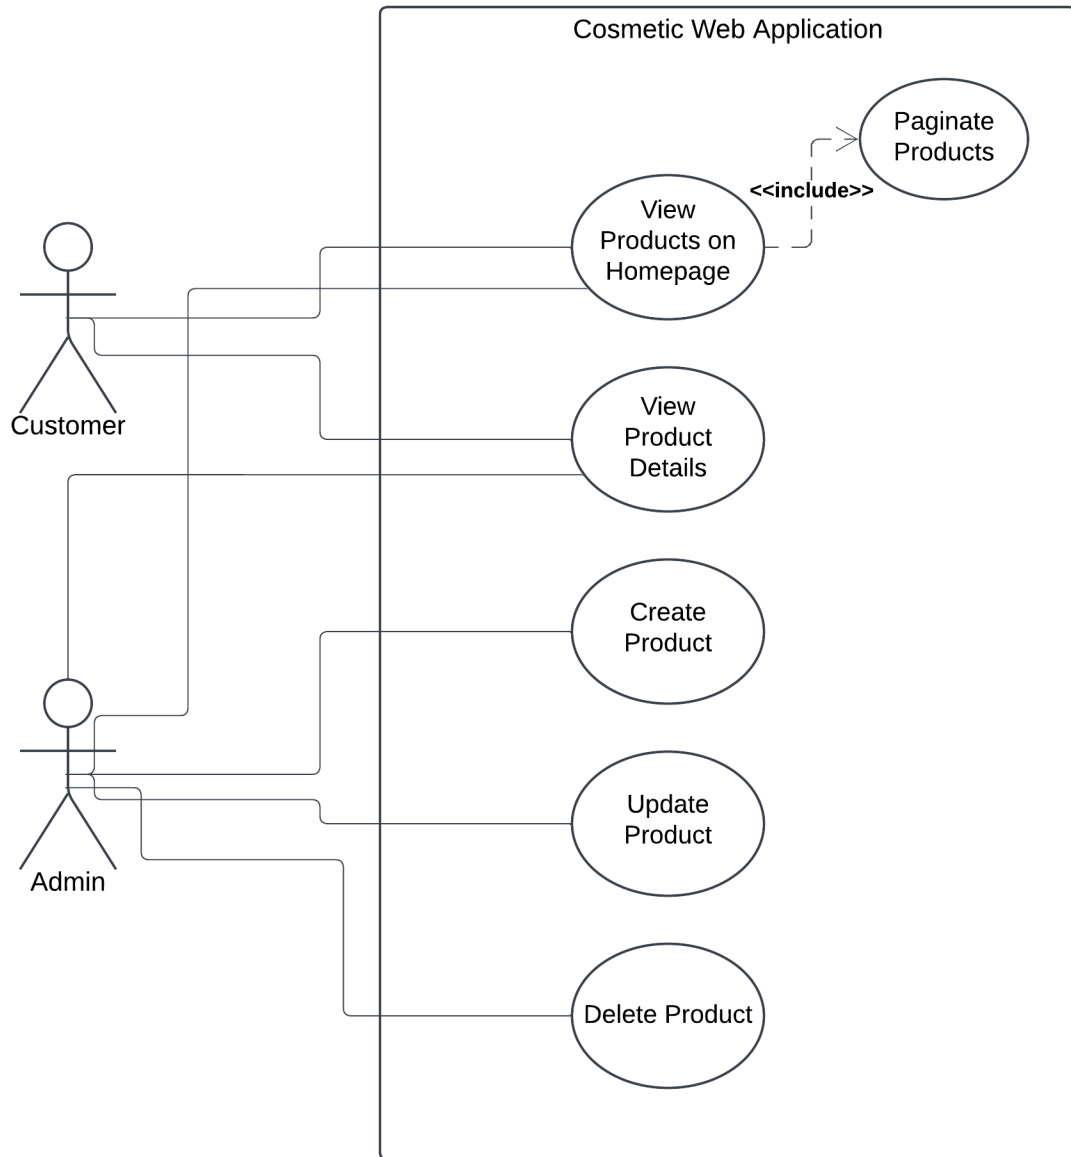 Cosmetic Web Application
Paginate
Products
<<include>>
View
Products on
Homepage
Customer
View
Product
Details
Create
Product
Update
Product
Admin
Delete Product